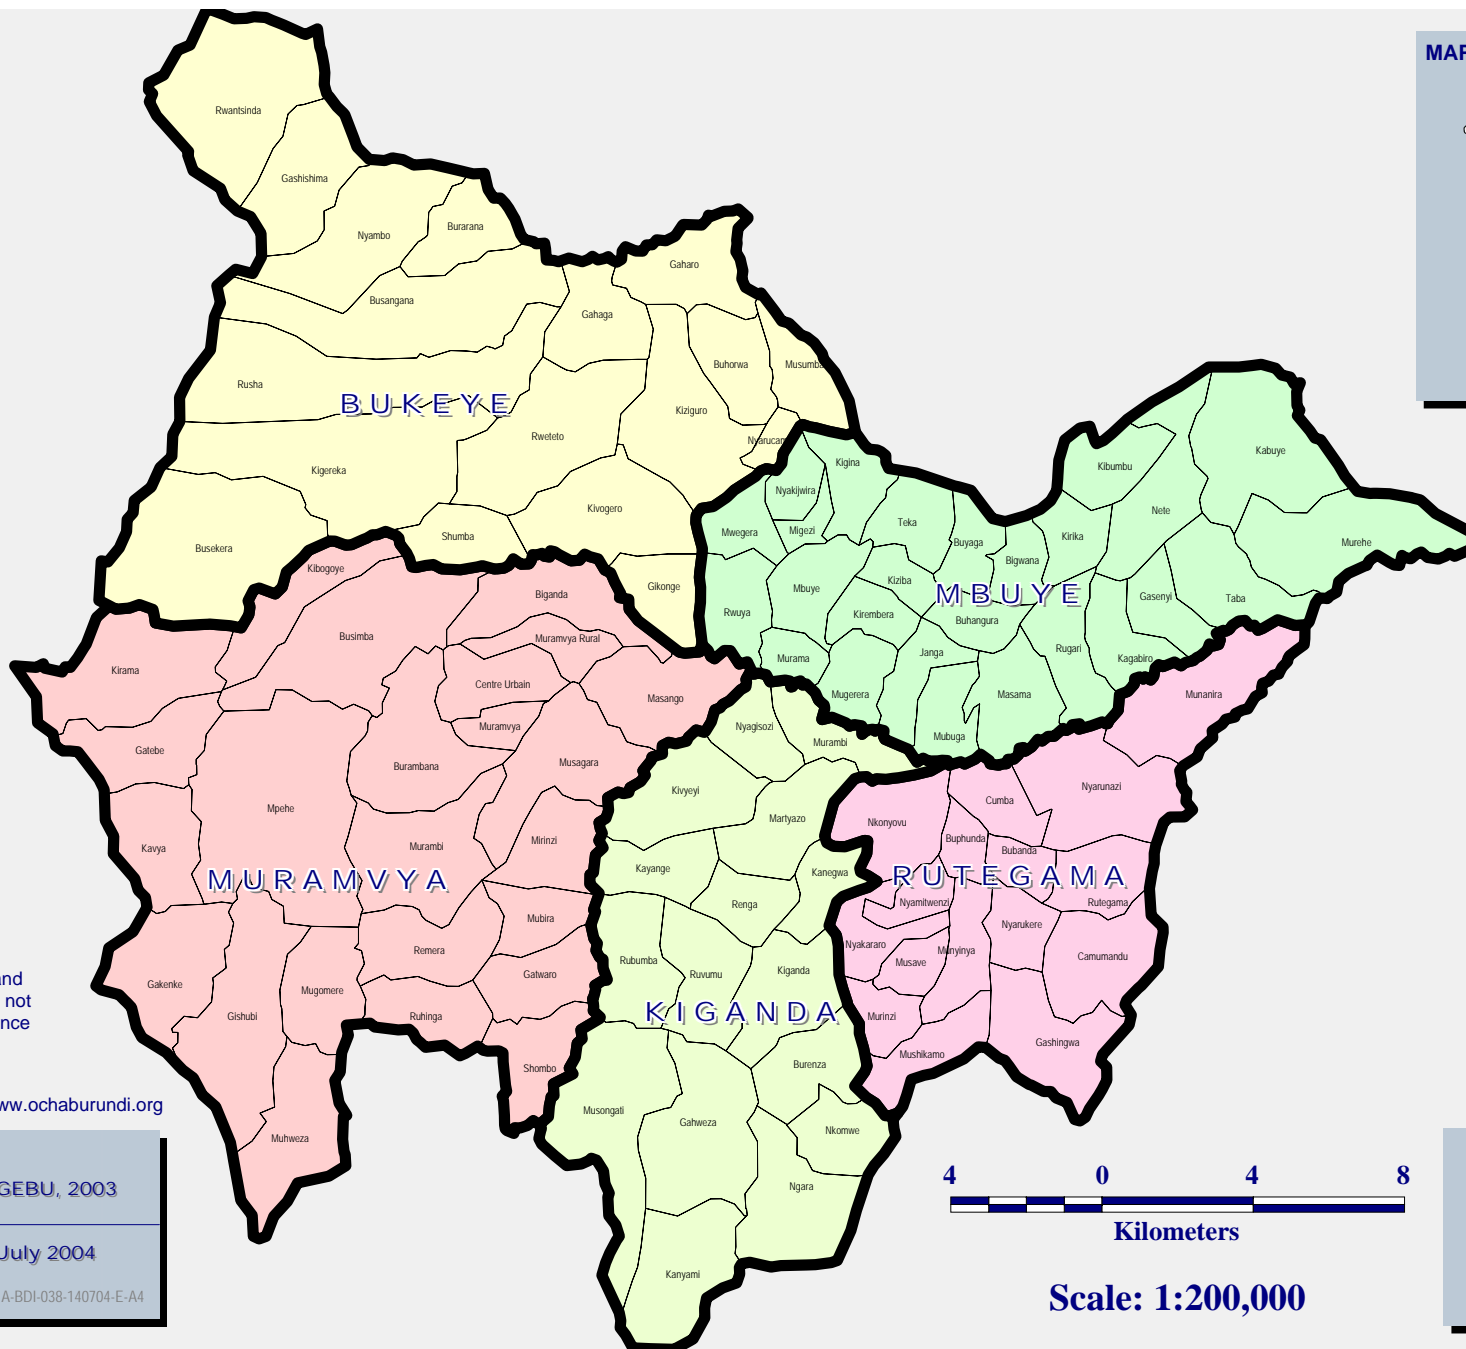 MAP
Rwantsinda
Gashishima
Nyambo
Burarana
Busangana
Gaharo
Gahaga
Buhorwa
Musumba
Rusha
BUKEYE
Kiziguro
Rweteto
Nyarucam
Kigereka
Kivogero
Shumba
Busekera
Gikonge
Kigina
Nyakijwira
Kibumbu
Kabuye
Nete
Teka
Mwegera
Migezi
Buyaga
Kirika
Murehe
Bigwana
Kiziba
Mbuye
MBUYE
Gasenyi
Taba
Rwuya
Kirembera
Buhangura
Janga
Rugari
Murama
Kagabiro
Mugerera
Masama
Mubuga
Kibogoye
Biganda
Busimba
Muramvya Rural
Kirama
Centre Urbain
Masango
Muramvya
Gatebe
Burambana
Musagara
Mpehe
Kavya
Murambi
Mirinzi
MURAMVYA
Mubira
Remera
Gatwaro
Gakenke
Mugomere
Gishubi
Ruhinga
Shombo
Muhweza
Nyagisozi
Murambi
Kivyeyi
Martyazo
Kayange
Kanegwa
Renga
Rubumba
Ruvumu
Kiganda
KIGANDA
Burenza
Musongati
Gahweza
Nkomwe
Ngara
Kanyami
Munanira
Nyarunazi
Cumba
Nkonyovu
Buphunda
Bubanda
RUTEGAMA
Nyamitwenzi
Rutegama
Nyarukere
Nyakararo
Munyinya
Musave
Camumandu
Murinzi
Gashingwa
Mushikamo
and
not
nce
ww.ochaburundi.org
GEBU, 2003
July 2004
A-BDI-038-140704-E-A4
4 0 4 8
Kilometers
Scale: 1:200,000